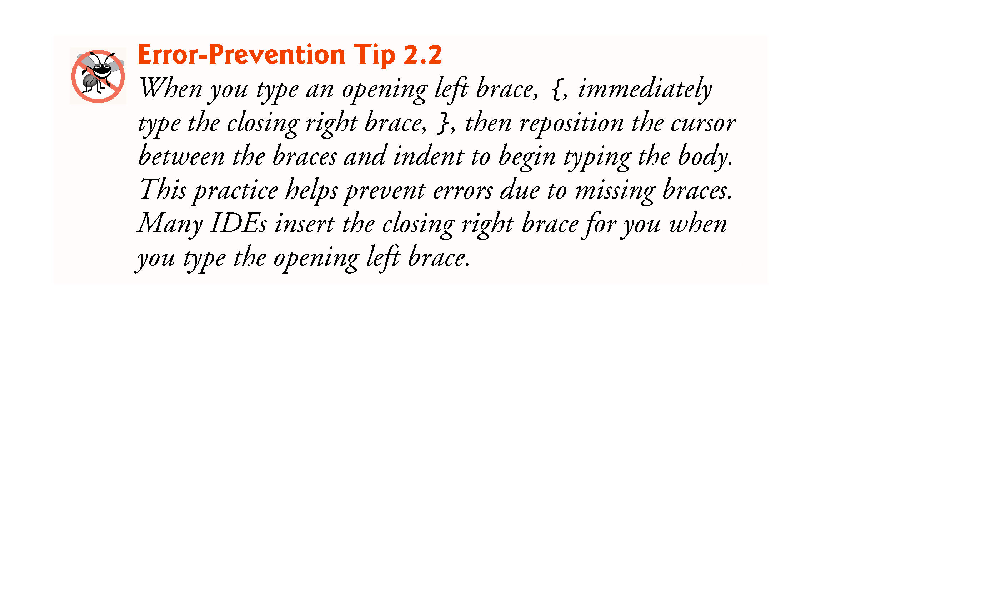 Error-Prevention Tip 2.2
When you type an opening left brace, {, immediately
type the closing right brace, }, then reposition the cursor
between the braces and indent to begin typing the body.
This practice helps prevent errors due to missing braces.
Many IDEs insert the closing right brace for you when
you type the opening left brace.